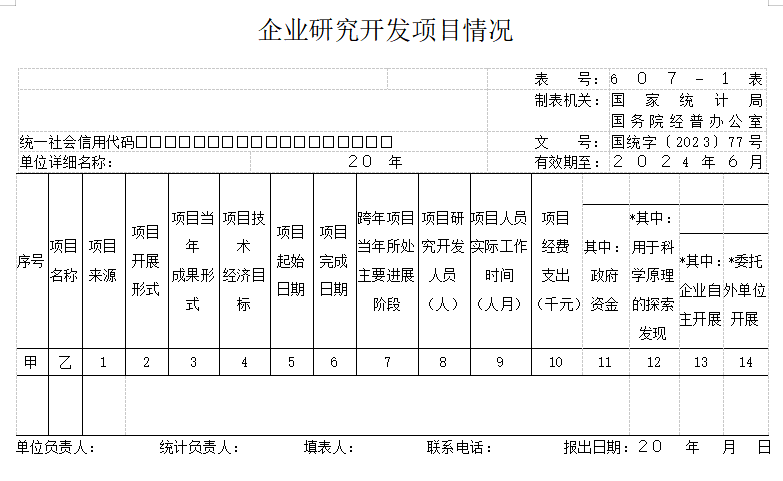 企业研究开发项目情况
表 号：６０７－１表
制表机关：国家统计局
国务院经普办公室
统一社会信用代码□□□□□□□□□□□□□□□□□□ 文 号：国统字〔2023〕77号
单位详细名称： ２０ 年 有效期至：２０２４年６月
序号
项目
名称
项目
来源
项目
开展
形式
项目当
年
成果形
式
项目技
术
经济目
标
项目
起始
日期
项目
完成
日期
跨年项目
当年所处
主要进展
阶段
项目研
究开发
人员
（人）
项目人员
实际工作
时间
（人月）
项目
经费
支出
（千元）
其中：
政府
资金
*其中：
用于科
学原理
的探索
发现
*其中：
企业自
主开展
*委托
外单位
开展
甲 乙 1 2 3 4 5 6 7 8 9 10 11 12 13 14
单位负责人： 统计负责人： 填表人： 联系电话： 报出日期：２０ 年 月 日